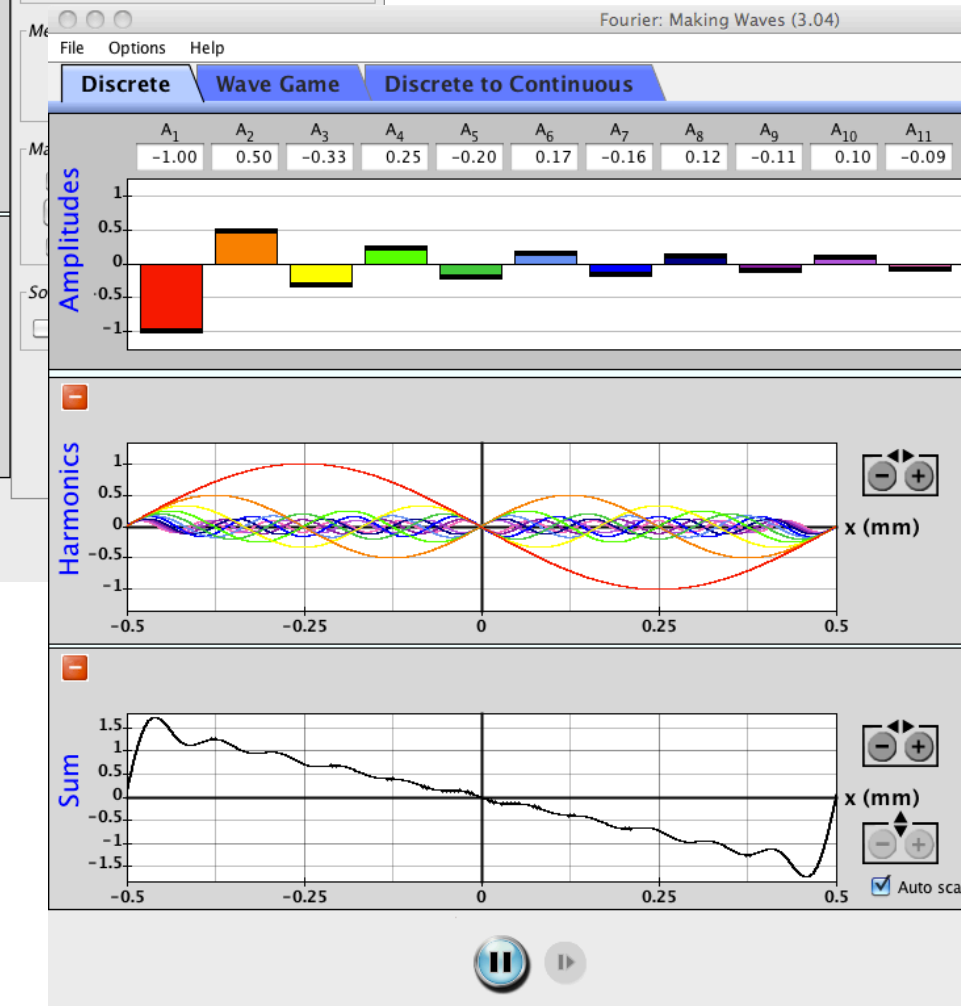 Me
Fourier: Making Waves (3.04)
File Options Help
Discrete Wave Game Discrete to Continuous
Ma
So
Amplitudes
A1 A2 A3 A4 A5 A6 A7 A8 A9 A10 A11
-1.00 0.50 -0.33 0.25 -0.20 0.17 -0.16 0.12 -0.11 0.10 -0.09
1
0.5
0
-0.5
-1
Harmonics
1
0.5
0
-0.5
-1
x (mm)
-0.5 -0.25 0 0.25 0.5
Sum
1.5
1
0.5
0
-0.5
-1
-1.5
x (mm)
Auto sca
-0.5 -0.25 0 0.25 0.5